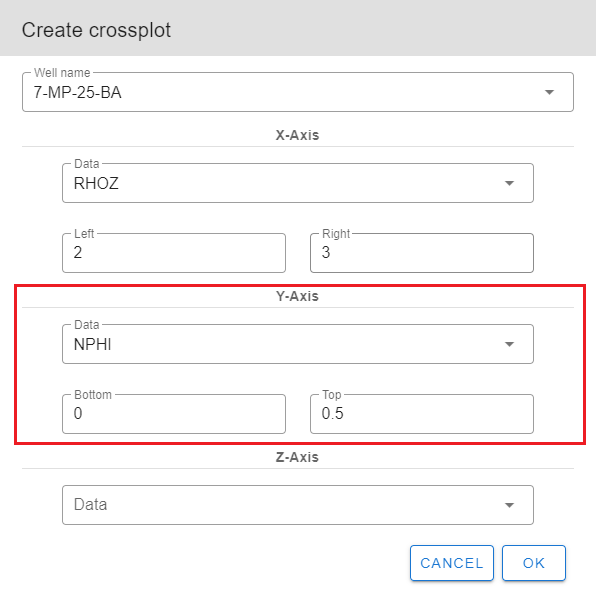 Create crossplot
Well name
7-MP-25-BA
X-Axis
Data
RHOZ
Left
Right
2
3
Y-Axis
Data
NPHI
Bottom
Top
0
0.5
Z-Axis
Data
CANCEL
OK